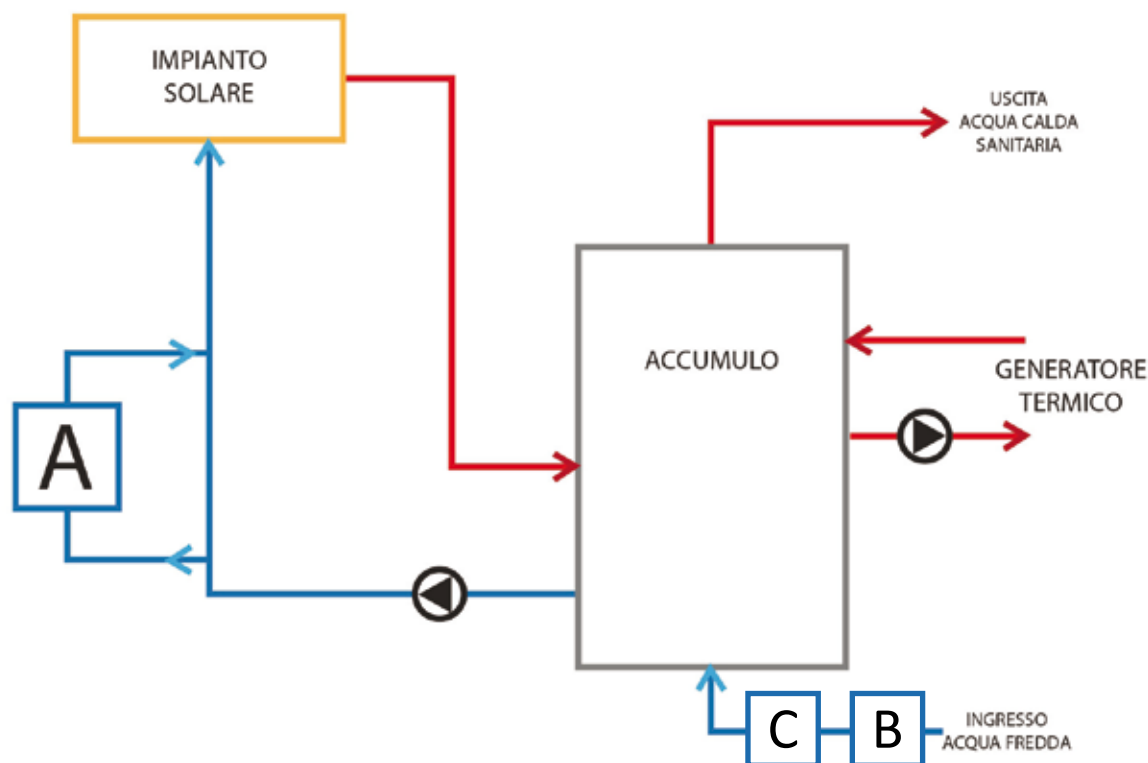 IMPIANTO
SOLARE
USCITA
ACQUA CALDA
SANITARIA
ACCUMULO
GENERATORE
TERMICO
A
C
B
INGRESSO
ACQUA FREDDA